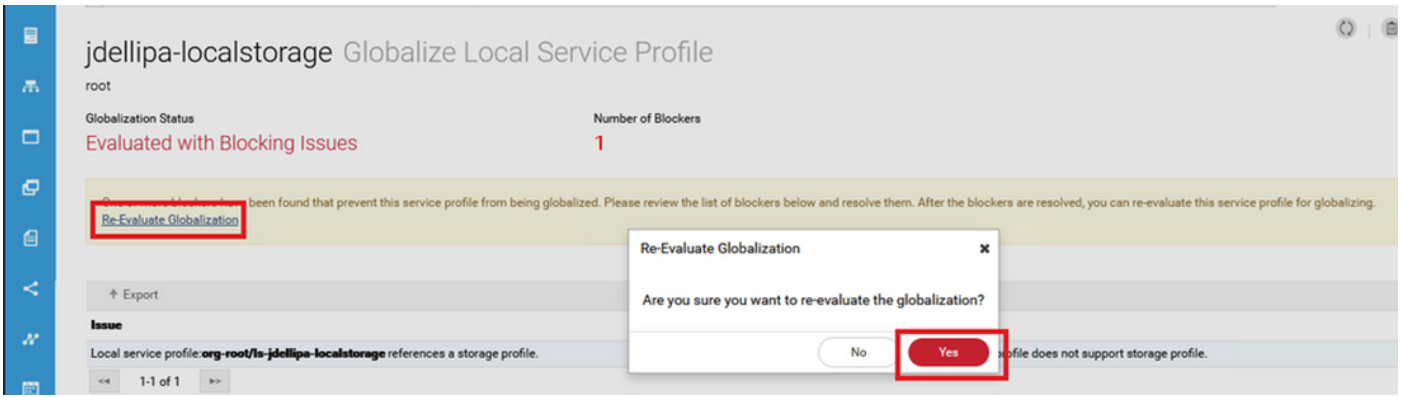 jdellipa-localstorage Globalize Local Service Profile
root
Globalization Status
Number of Blockers
Evaluated with Blocking Issues
1
been found that prevent this service profile from being globalized. Please review the list of blockers below and resolve them. After the blockers are resolved, you can re-evaluate this service profile for globalizing.
Re-Evaluate Globalization
Re-Evaluate Globalization
Are you sure you want to re-evaluate the globalization?
No
Yes
Export
Issue
Local service profile:org-root/ls-jdellipa-localstorage references a storage profile.
profile does not support storage profile.
1-1 of 1